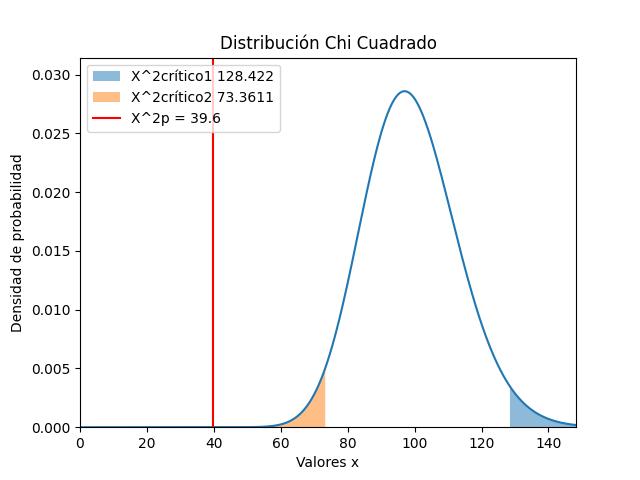 Distribución Chi Cuadrado
X^2crítico1 128.422
X^2crítico2 73.3611
X^2p = 39.6
Densidad de probabilidad
0.030
0.025
0.020
0.015
0.010
0.005
0.000
0 20 40 60 80 100 120 140
Valores x